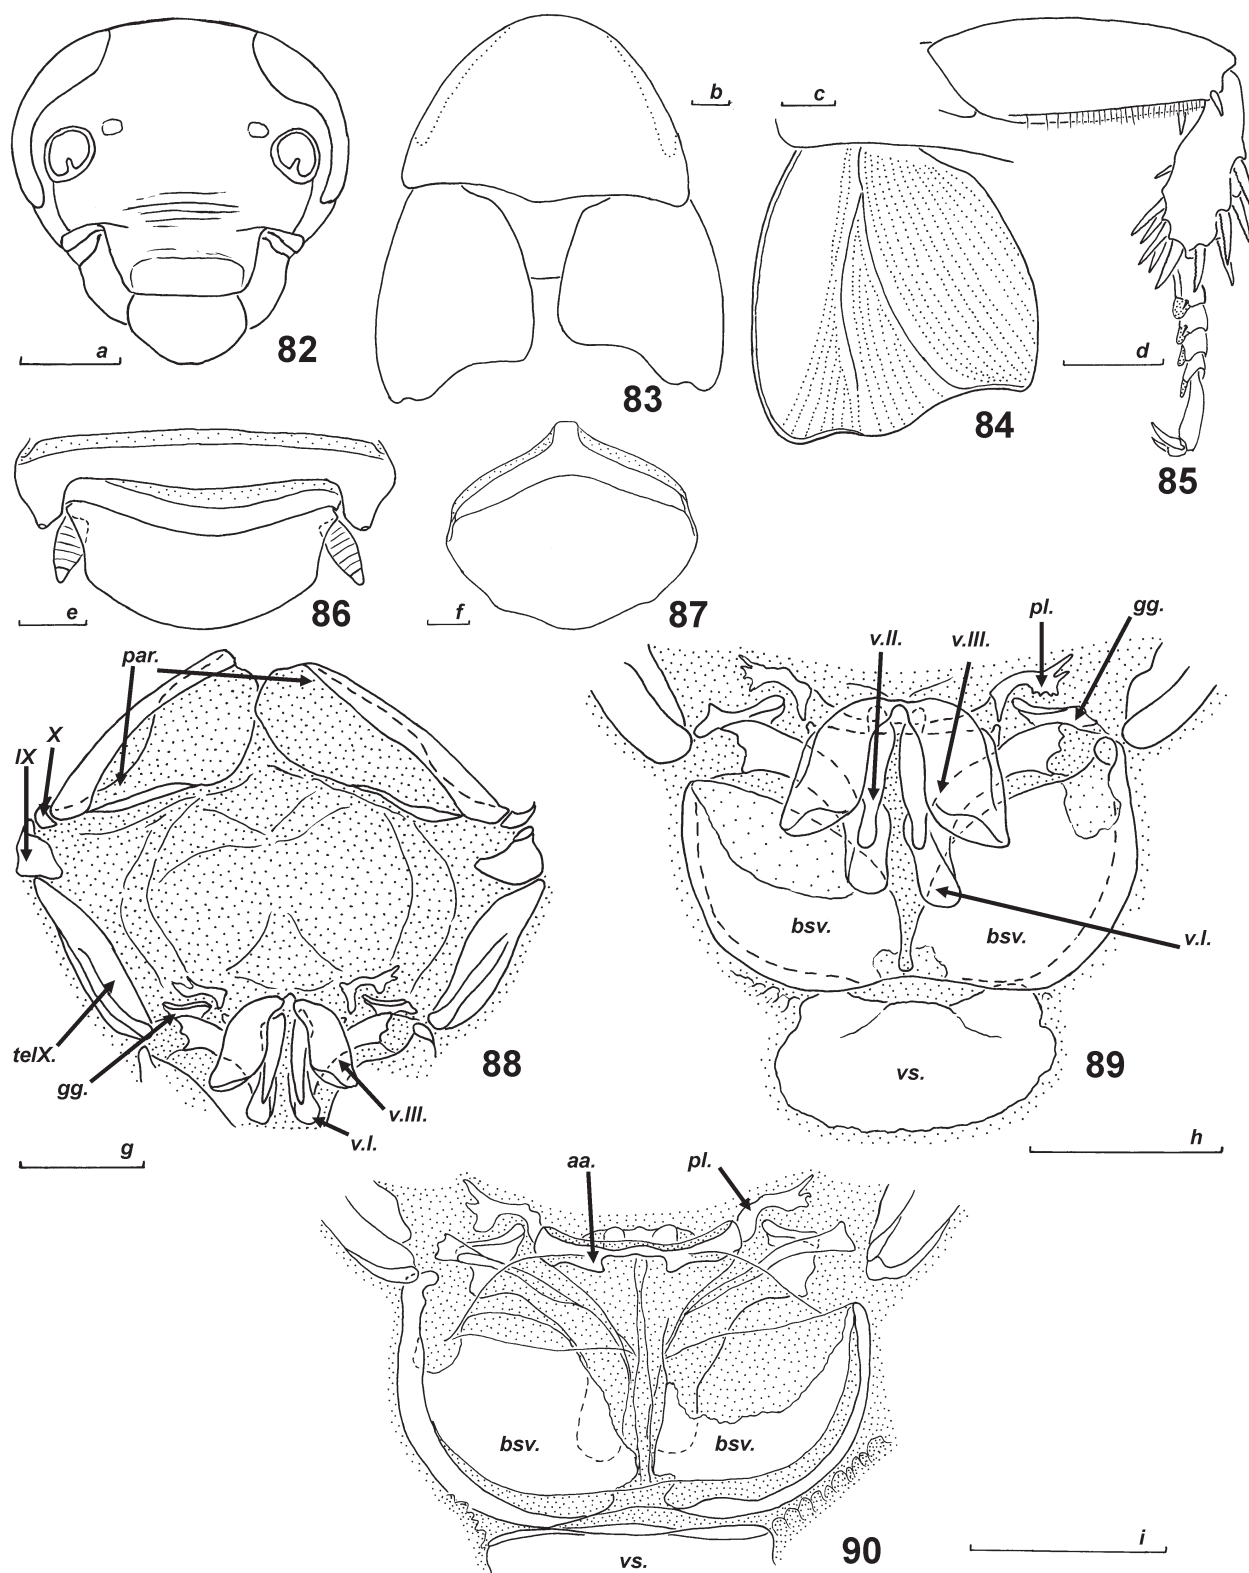 a
82
b
83
c
84
d
85
e
86
f
87
par.
X
IX
telX.
gg.
v.III.
v.I.
88
g
v.II.
v.III.
pl.
gg.
bsv.
bsv.
v.I.
vs.
89
h
aa.
pl.
bsv.
bsv.
vs.
90
i